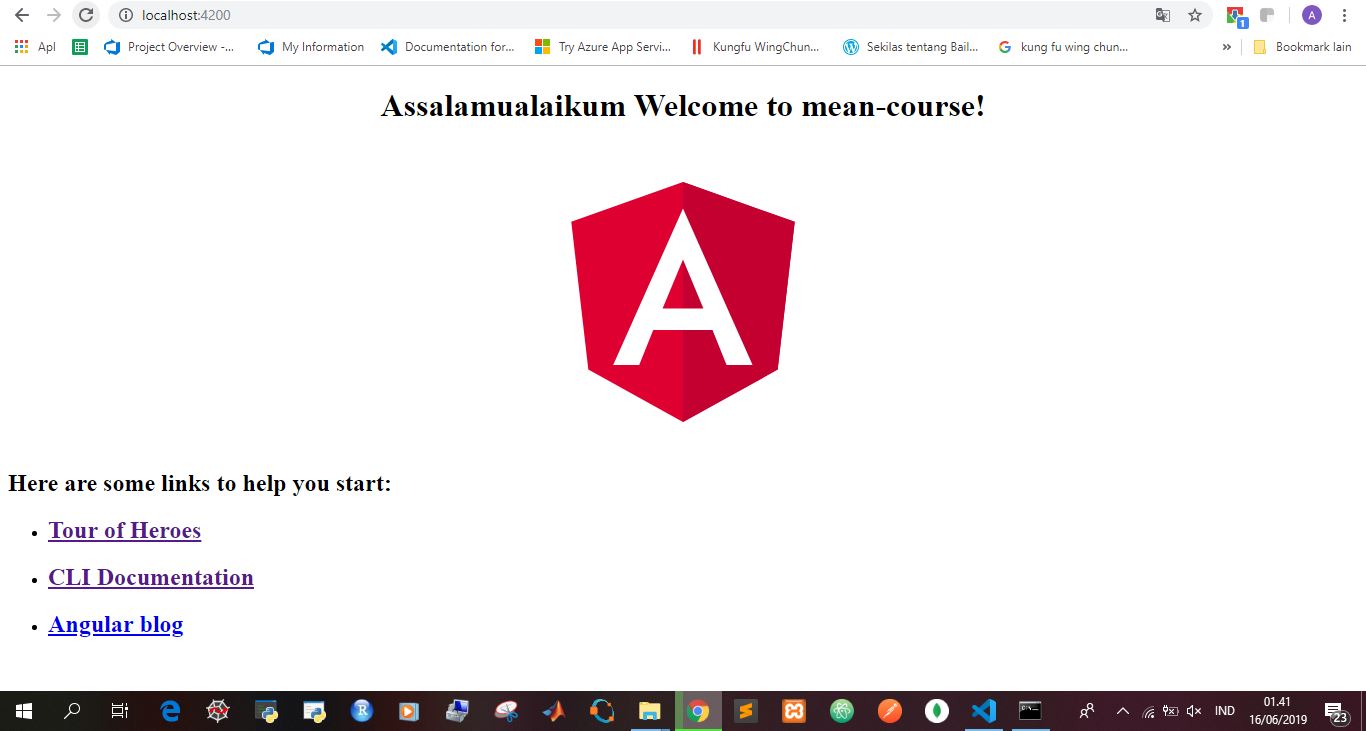 localhost:4200
A
1
Apl
Project Overview -...
My Information
Documentation for...
Try Azure App Servi...
Kungfu WingChun...
Sekilas tentang Bail...
kung fu wing chun...
»
Bookmark lain
Assalamualaikum Welcome to mean-course!
A
Here are some links to help you start:
• Tour of Heroes
• CLI Documentation
• Angular blog
IND
01.41
16/06/2019
23